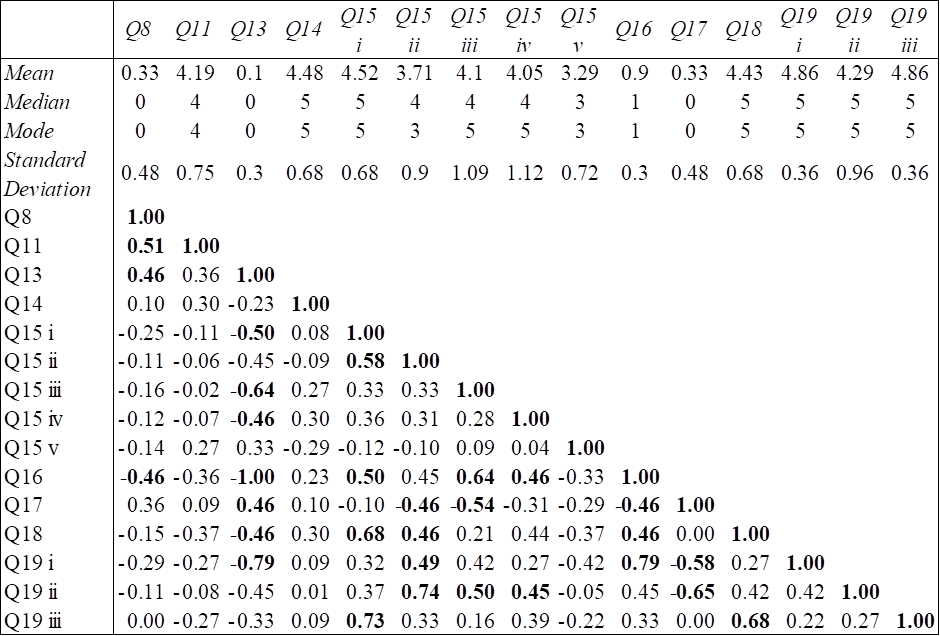 Q8 Q11 Q13 Q14 Q15 i Q15 ii Q15 iii Q15 iv Q15 v Q16 Q17 Q18 Q19 i Q19 ii Q19 iii
Mean 0.33 4.19 0.1 4.48 4.52 3.71 4.1 4.05 3.29 0.9 0.33 4.43 4.86 4.29 4.86
Median 0 4 0 5 5 4 4 4 3 1 0 5 5 5 5
Mode 0 4 0 5 5 3 5 5 3 1 0 5 5 5 5
Standard Deviation 0.48 0.75 0.3 0.68 0.68 0.9 1.09 1.12 0.72 0.3 0.48 0.68 0.36 0.96 0.36
Q8 1.00
Q11 0.51 1.00
Q13 0.46 0.36 1.00
Q14 0.10 0.30 -0.23 1.00
Q15 i -0.25 -0.11 -0.50 0.08 1.00
Q15 ii -0.11 -0.06 -0.45 -0.09 0.58 1.00
Q15 iii -0.16 -0.02 -0.64 0.27 0.33 0.33 1.00
Q15 iv -0.12 -0.07 -0.46 0.30 0.36 0.31 0.28 1.00
Q15 v -0.14 0.27 0.33 -0.29 -0.12 -0.10 0.09 0.04 1.00
Q16 -0.46 -0.36 -1.00 0.23 0.50 0.45 0.64 0.46 -0.33 1.00
Q17 0.36 0.09 0.46 0.10 -0.10 -0.46 -0.54 -0.31 -0.29 -0.46 1.00
Q18 -0.15 -0.37 -0.46 0.30 0.68 0.46 0.21 0.44 -0.37 0.46 0.00 1.00
Q19 i -0.29 -0.27 -0.79 0.09 0.32 0.49 0.42 0.27 -0.42 0.79 -0.58 0.27 1.00
Q19 ii -0.11 -0.08 -0.45 0.01 0.37 0.74 0.50 0.45 -0.05 0.45 -0.65 0.42 0.42 1.00
Q19 iii 0.00 -0.27 -0.33 0.09 0.73 0.33 0.16 0.39 -0.22 0.33 0.00 0.68 0.22 0.27 1.00